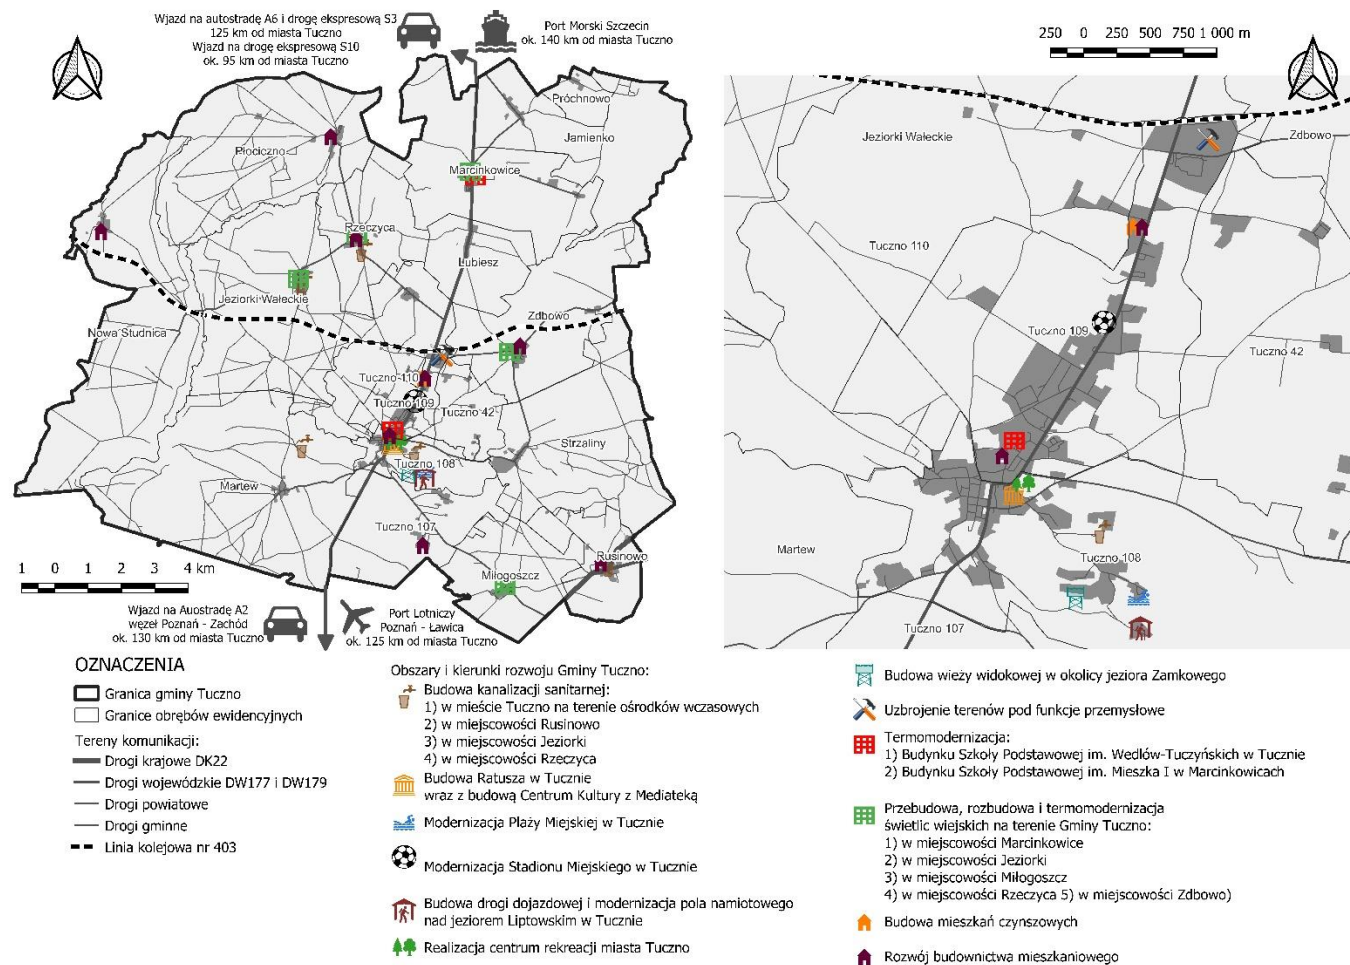 Wjazd na autostradę A6 i drogę ekspresową S3
125 km od miasta Tuczno
Wjazd na drogę ekspresową S10
ok. 95 km od miasta Tuczno
Port Morski Szczecin
ok. 140 km od miasta Tuczno
Próchnowo
Jamienko
Płociczno
Marcinkowice
Rzeczyca
Lubiesz
Jeziorki Wałeckie
Zdbowo
Nowa Studnica
Tuczno 110
Tuczno 109
Tuczno 42
Strzaliny
Tuczno 108
Martew
Tuczno 107
Rusinowo
Miłogoszcz
1 0 1 2 3 4 km
Wjazd na Auostradę A2
węzeł Poznań - Zachód
ok. 130 km od miasta Tuczno
Port Lotniczy
Poznań - Ławica
ok. 125 km od miasta Tuczno
250 0 250 500 750 1 000 m
Jeziorki Wałeckie
Zdbowo
Tuczno 110
Tuczno 109
Tuczno 42
Martew
Tuczno 108
Tuczno 107
OZNACZENIA
Granica gminy Tuczno
Granice obrębów ewidencyjnych
Tereny komunikacji:
Drogi krajowe DK22
Drogi wojewódzkie DW177 i DW179
Drogi powiatowe
Drogi gminne
Linia kolejowa nr 403
Obszary i kierunki rozwoju Gminy Tuczno:
Budowa kanalizacji sanitarnej:
1) w mieście Tuczno na terenie ośrodków wczasowych
2) w miejscowości Rusinowo
3) w miejscowości Jeziorki
4) w miejscowości Rzeczyca
Budowa Ratusza w Tucznie
wraz z budową Centrum Kultury z Mediateką
Modernizacja Plaży Miejskiej w Tucznie
Modernizacja Stadionu Miejskiego w Tucznie
Budowa drogi dojazdowej i modernizacja pola namiotowego
nad jeziorem Liptowskim w Tucznie
Realizacja centrum rekreacji miasta Tuczno
Budowa wieży widokowej w okolicy jeziora Zamkowego
Uzbrojenie terenów pod funkcje przemysłowe
Termomodernizacja:
1) Budynku Szkoły Podstawowej im. Wedlów-Tuczyńskich w Tucznie
2) Budynku Szkoły Podstawowej im. Mieszka I w Marcinkowicach
Przebudowa, rozbudowa i termomodernizacja
świetlic wiejskich na terenie Gminy Tuczno:
1) w miejscowości Marcinkowice
2) w miejscowości Jeziorki
3) w miejscowości Miłogoszcz
4) w miejscowości Rzeczyca 5) w miejscowości Zdbowo)
Budowa mieszkań czynszowych
Rozwój budownictwa mieszkaniowego